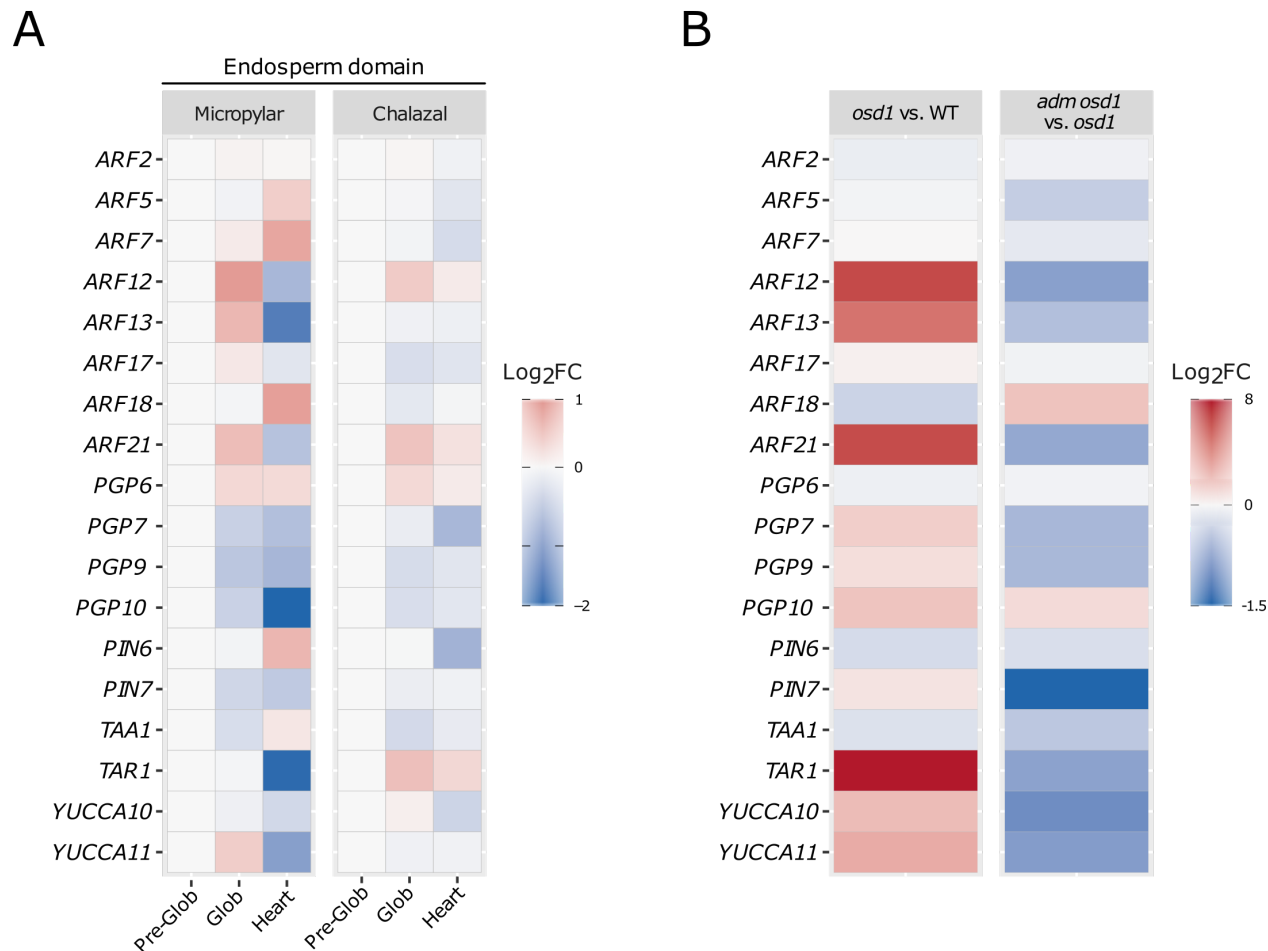 A
Endosperm domain
Micropylar
Chalazal
ARF2
ARF5
ARF7
ARF12
ARF13
ARF17
ARF18
ARF21
PGP6
PGP7
PGP9
PGP10
PIN6
PIN7
TAA1
TAR1
YUCCA10
YUCCA11
Pre-Glob
Glob
Heart
Pre-Glob
Glob
Heart
Log2FC
1
0
−2
B
osd1 vs. WT
adm osd1
vs. osd1
ARF2
ARF5
ARF7
ARF12
ARF13
ARF17
ARF18
ARF21
PGP6
PGP7
PGP9
PGP10
PIN6
PIN7
TAA1
TAR1
YUCCA10
YUCCA11
Log2FC
8
0
-1.5